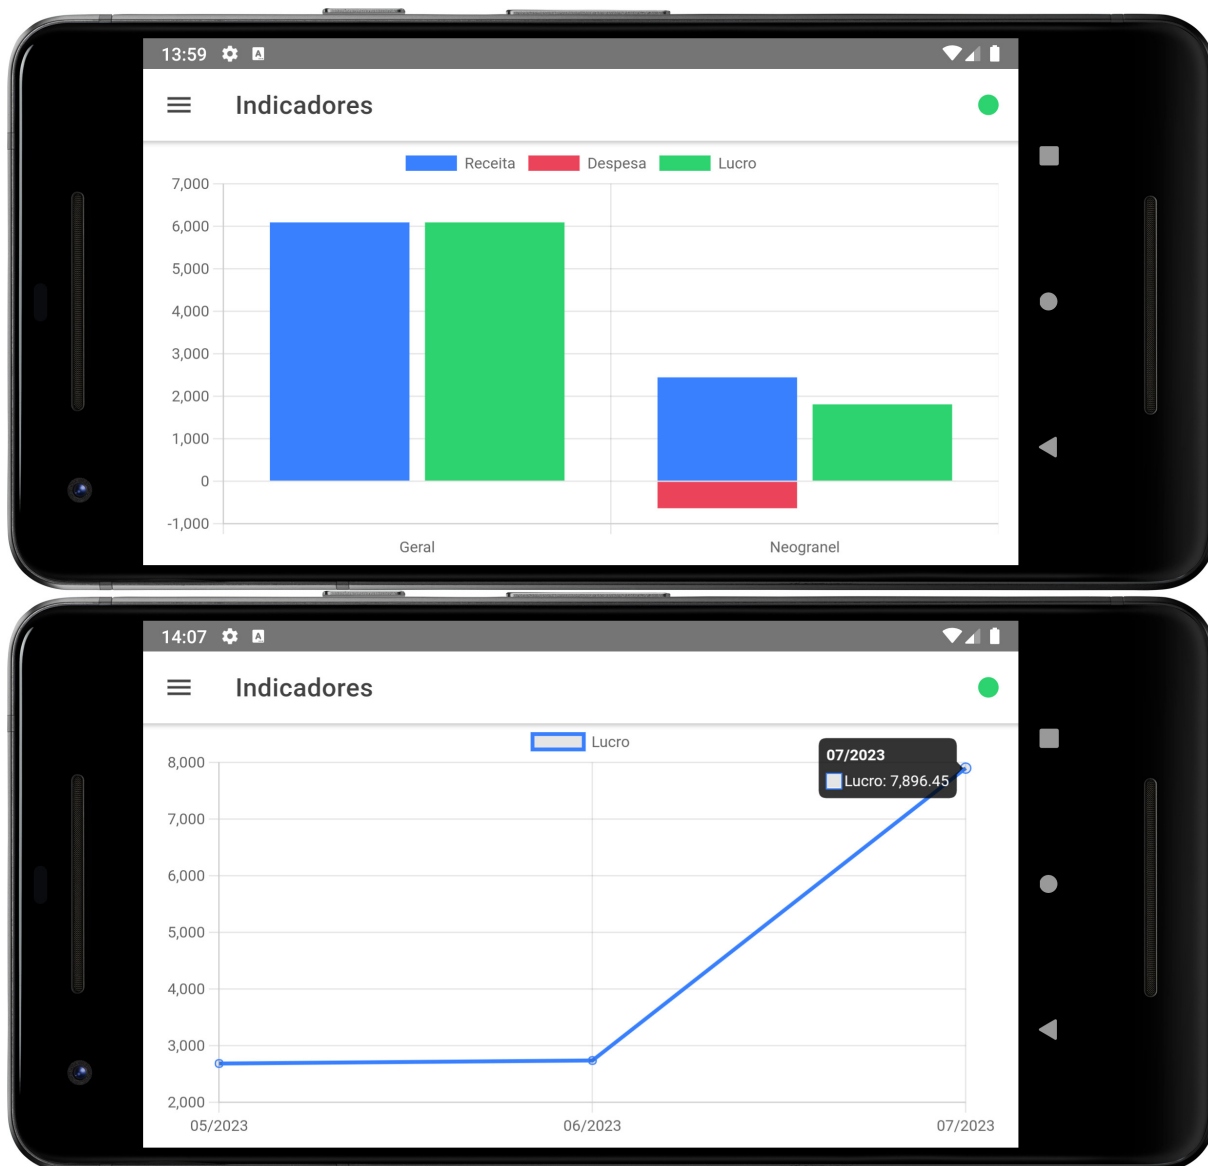 13:59
Indicadores
Receita Despesa Lucro
7,000
6,000
5,000
4,000
3,000
2,000
1,000
0
-1,000
Geral Neogranel
14:07
Indicadores
Lucro
07/2023
Lucro: 7,896.45
8,000
7,000
6,000
5,000
4,000
3,000
2,000
05/2023 06/2023 07/2023